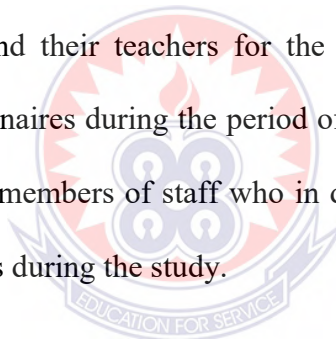 nd their teachers for the
naires during the period of
members of staff who in d
s during the study.
EDUCATION FOR SERVICE